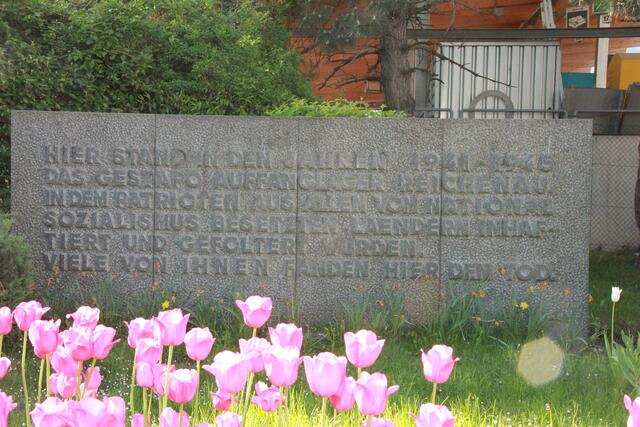 HIER STAND IN DEN JAHREN 1941-1945
DAS GESTAPO-AUFFANGLAGER REICHENAU,
IN DEM PATRIOTEN AUS ALLEN VOM NATIONAL
SOZIALISMUS BESETZTEN LAENDERN INHAF-
TIERT UND GEFOLTERT WURDEN.
VIELE VON IHNEN FANDEN HIER DEN TOD.